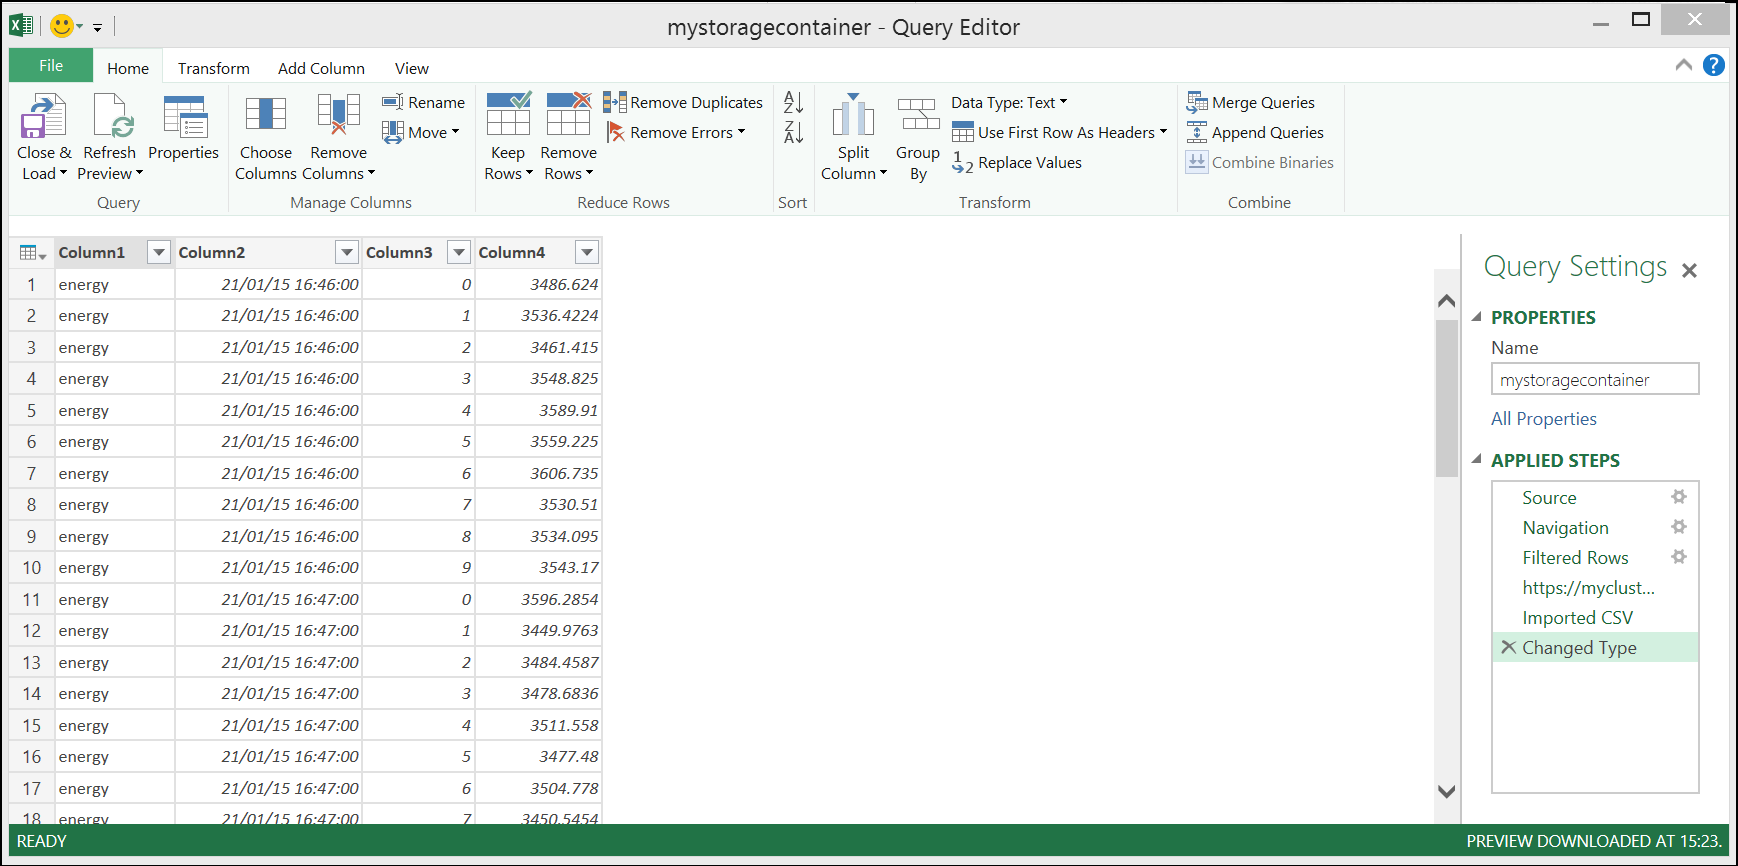 mystoragecontainer - Query Editor
File Home Transform Add Column View
Close & Load
Refresh Preview
Properties
Query
Choose Columns
Remove Columns
Rename
Move
Manage Columns
Keep Rows
Remove Rows
Remove Duplicates
Remove Errors
Reduce Rows
A Z
Z A
Sort
Split Column
Group By
Data Type: Text
Use First Row As Headers
1 2 Replace Values
Transform
Merge Queries
Append Queries
Combine Binaries
Combine
Column1 Column2 Column3 Column4
1 energy 21/01/15 16:46:00 0 3486.624
2 energy 21/01/15 16:46:00 1 3536.4224
3 energy 21/01/15 16:46:00 2 3461.415
4 energy 21/01/15 16:46:00 3 3548.825
5 energy 21/01/15 16:46:00 4 3589.91
6 energy 21/01/15 16:46:00 5 3559.225
7 energy 21/01/15 16:46:00 6 3606.735
8 energy 21/01/15 16:46:00 7 3530.51
9 energy 21/01/15 16:46:00 8 3534.095
10 energy 21/01/15 16:46:00 9 3543.17
11 energy 21/01/15 16:47:00 0 3596.2854
12 energy 21/01/15 16:47:00 1 3449.9763
13 energy 21/01/15 16:47:00 2 3484.4587
14 energy 21/01/15 16:47:00 3 3478.6836
15 energy 21/01/15 16:47:00 4 3511.558
16 energy 21/01/15 16:47:00 5 3477.48
17 energy 21/01/15 16:47:00 6 3504.778
18 energy 21/01/15 16:47:00 7 3450.5454
Query Settings
PROPERTIES
Name
mystoragecontainer
All Properties
APPLIED STEPS
Source
Navigation
Filtered Rows
https://myclust...
Imported CSV
Changed Type
READY
PREVIEW DOWNLOADED AT 15:23.